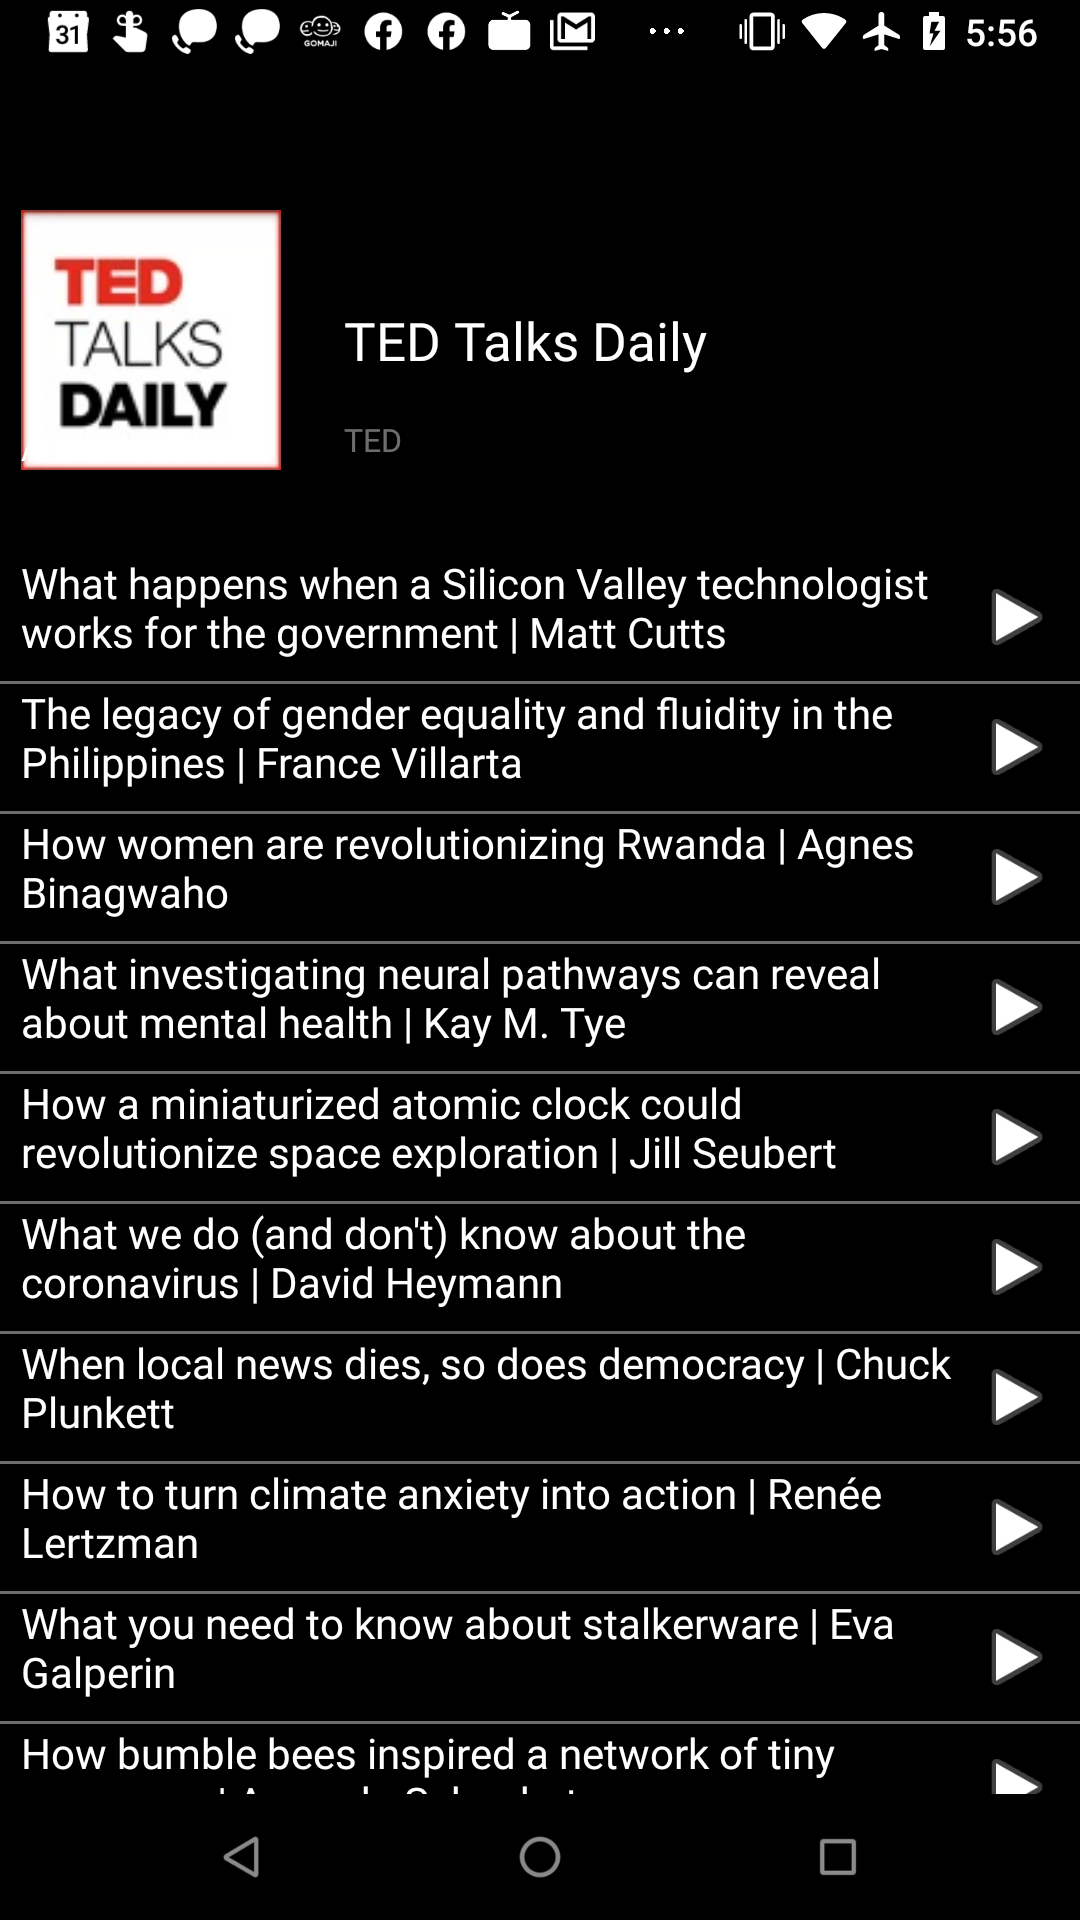 31
GOMAJI
5:56
TED
TALKS
DAILY
TED Talks Daily
TED
What happens when a Silicon Valley technologist
works for the government | Matt Cutts
The legacy of gender equality and fluidity in the
Philippines | France Villarta
How women are revolutionizing Rwanda | Agnes
Binagwaho
What investigating neural pathways can reveal
about mental health | Kay M. Tye
How a miniaturized atomic clock could
revolutionize space exploration | Jill Seubert
What we do (and don't) know about the
coronavirus | David Heymann
When local news dies, so does democracy | Chuck
Plunkett
How to turn climate anxiety into action | Renée
Lertzman
What you need to know about stalkerware | Eva
Galperin
How bumble bees inspired a network of tiny